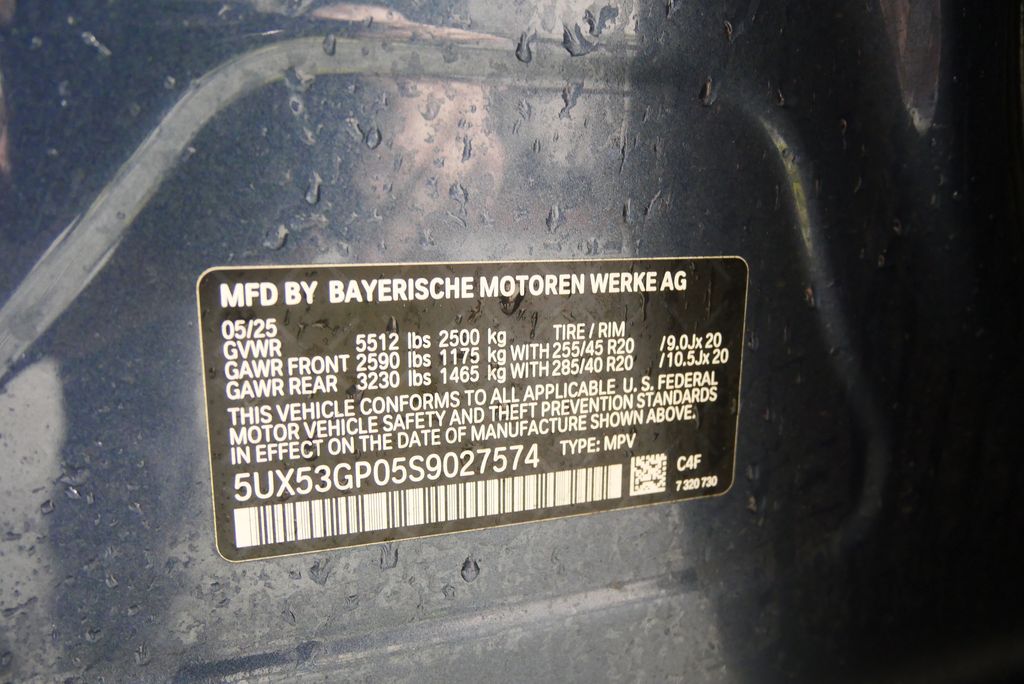 MFD BY BAYERISCHE MOTOREN WERKE AG
05/25 TIRE / RIM
GVWR 5512 lbs 2500 kg
GAWR FRONT 2590 lbs 1175 kg WITH 255/45 R20 /9.0Jx20
GAWR REAR 3230 lbs 1465 kg WITH 285/40 R20 /10.5Jx20
THIS VEHICLE CONFORMS TO ALL APPLICABLE U.S. FEDERAL
MOTOR VEHICLE SAFETY AND THEFT PREVENTION STANDARDS
IN EFFECT ON THE DATE OF MANUFACTURE SHOWN ABOVE.
5UX53GP05S9027574 TYPE: MPV
C4F
7 320 730